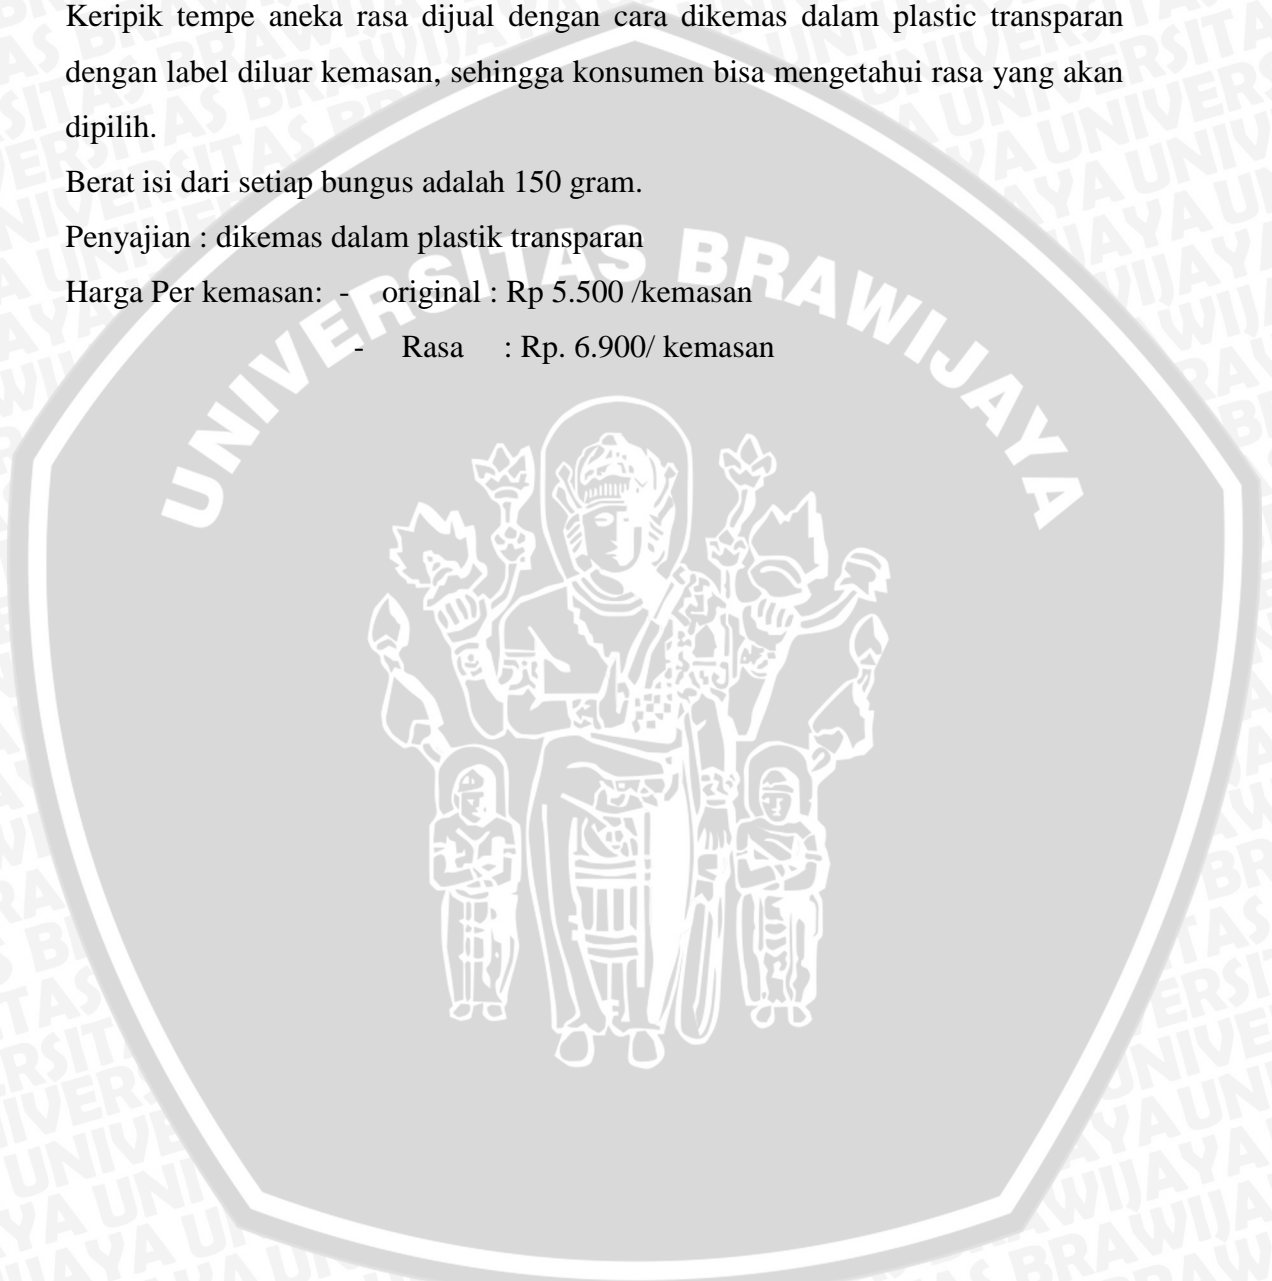 Keripik tempe aneka rasa dijual dengan cara dikemas dalam plastic transparan
dengan label diluar kemasan, sehingga konsumen bisa mengetahui rasa yang akan
dipilih.
Berat isi dari setiap bungus adalah 150 gram.
Penyajian : dikemas dalam plastik transparan
Harga Per kemasan: - original : Rp 5.500 /kemasan
- Rasa : Rp. 6.900/ kemasan
UNIVERSITAS BRAWIJAYA